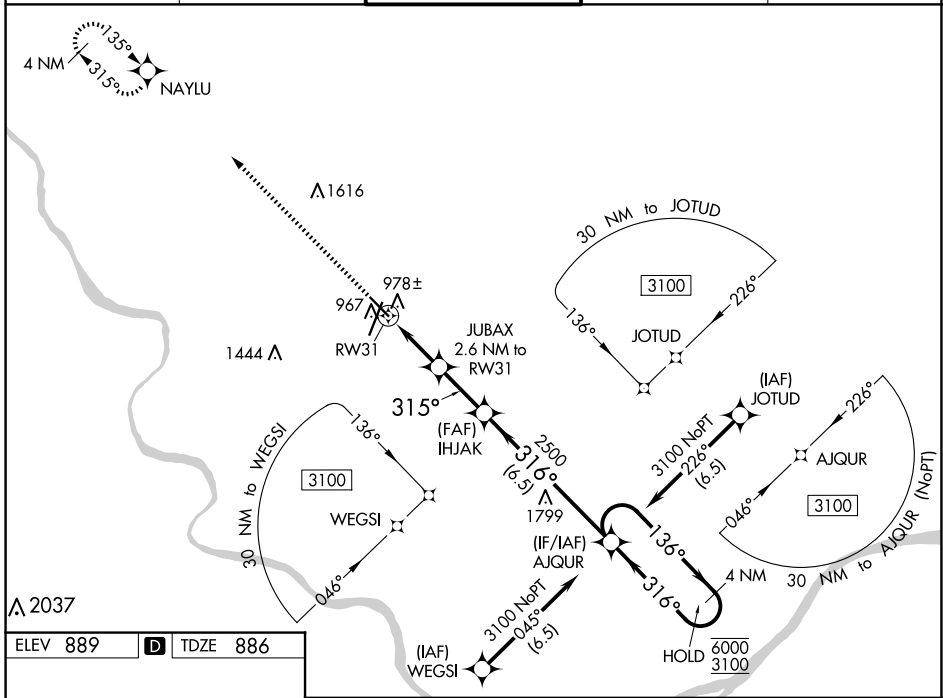 135°
4 NM
315°
NAYLU
1616
30 NM to JOTUD
3100
136°
226°
JOTUD
978±
967
RW31
JUBAX
2.6 NM to
RW31
1444
315°
(FAF)
IHJAK
2500
316°
(6.5)
1799
(IAF)
JOTUD
3100 NoPT
226°
(6.5)
226°
AJQUR
046°
3100
30 NM to AJQUR (NoPT)
30 NM to WEGSI
136°
3100
WEGSI
046°
(IF/IAF)
AJQUR
136°
316°
4 NM
HOLD
6000
3100
3100 NoPT
045°
(6.5)
(IAF)
WEGSI
2037
ELEV 889 D TDZE 886